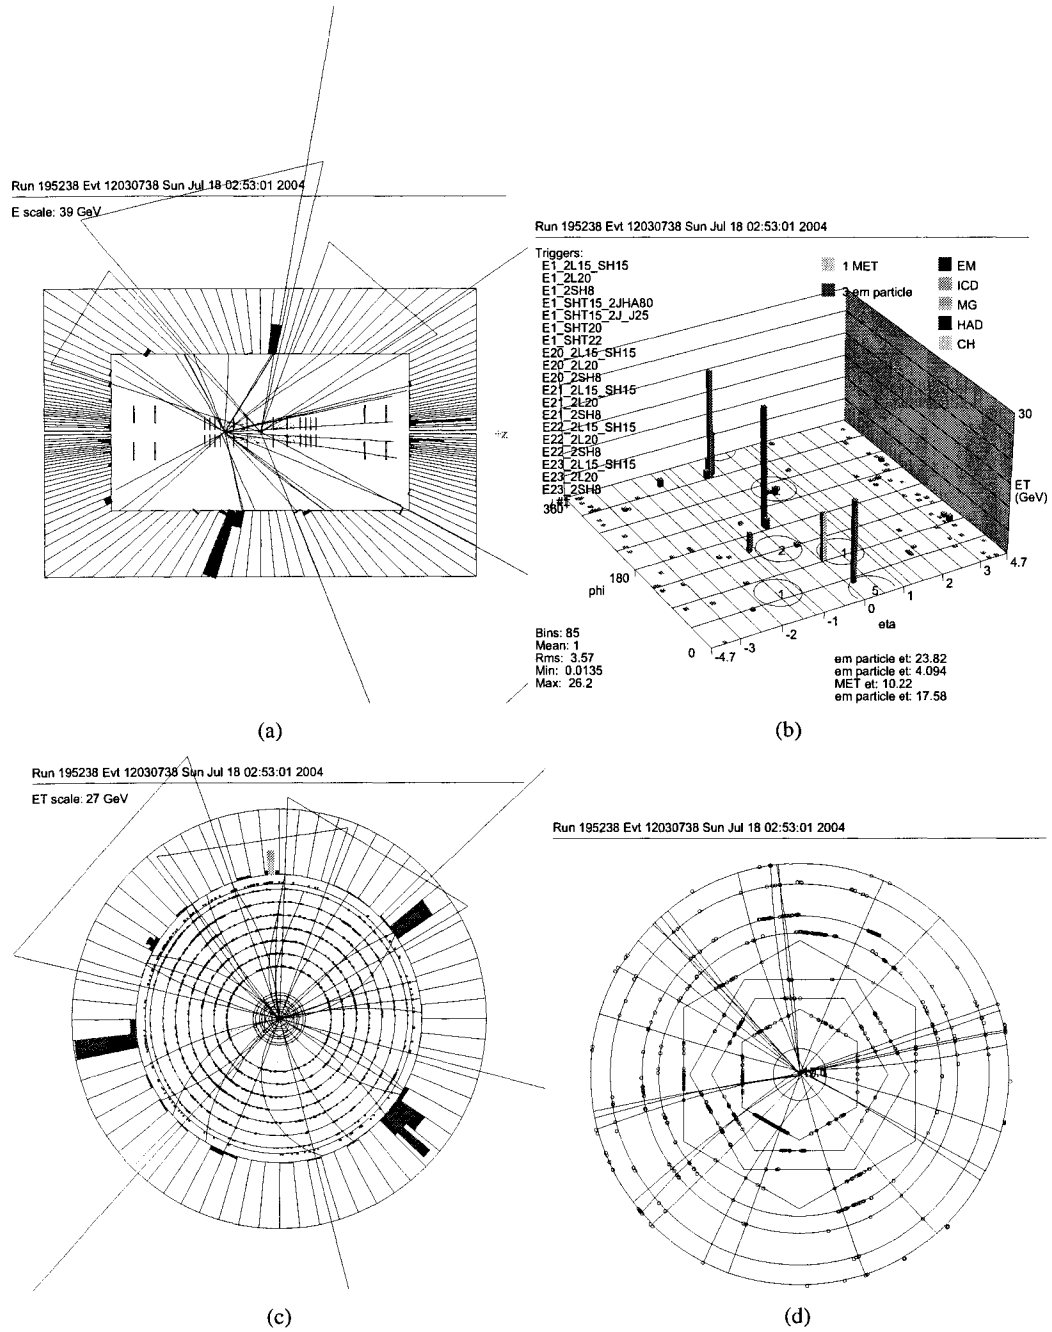 Run 195238 Evt 12030738 Sun Jul 18 02:53:01 2004
E scale: 39 GeV
+z
(a)
Run 195238 Evt 12030738 Sun Jul 18 02:53:01 2004
Triggers:
E1_2L15_SH15
E1_2L20
E1_2SH8
E1_SHT15_2JHA80
E1_SHT15_2J_J25
E1_SHT20
E1_SHT22
E20_2L15_SH15
E20_2L20
E20_2SH8
E21_2L15_SH15
E21_2L20
E21_2SH8
E22_2L15_SH15
E22_2L20
E22_2SH8
E23_2L15_SH15
E23_2L20
E23_2SH8
1 MET
3 em particle
EM
ICD
MG
HAD
CH
30
ET
(GeV)
360
180
phi
0
-4.7
-3
-2
-1
0
1
2
3
4.7
eta
2
1
1
5
Bins: 85
Mean: 1
Rms: 3.57
Min: 0.0135
Max: 26.2
em particle et: 23.82
em particle et: 4.094
MET et: 10.22
em particle et: 17.58
(b)
Run 195238 Evt 12030738 Sun Jul 18 02:53:01 2004
ET scale: 27 GeV
(c)
Run 195238 Evt 12030738 Sun Jul 18 02:53:01 2004
(d)